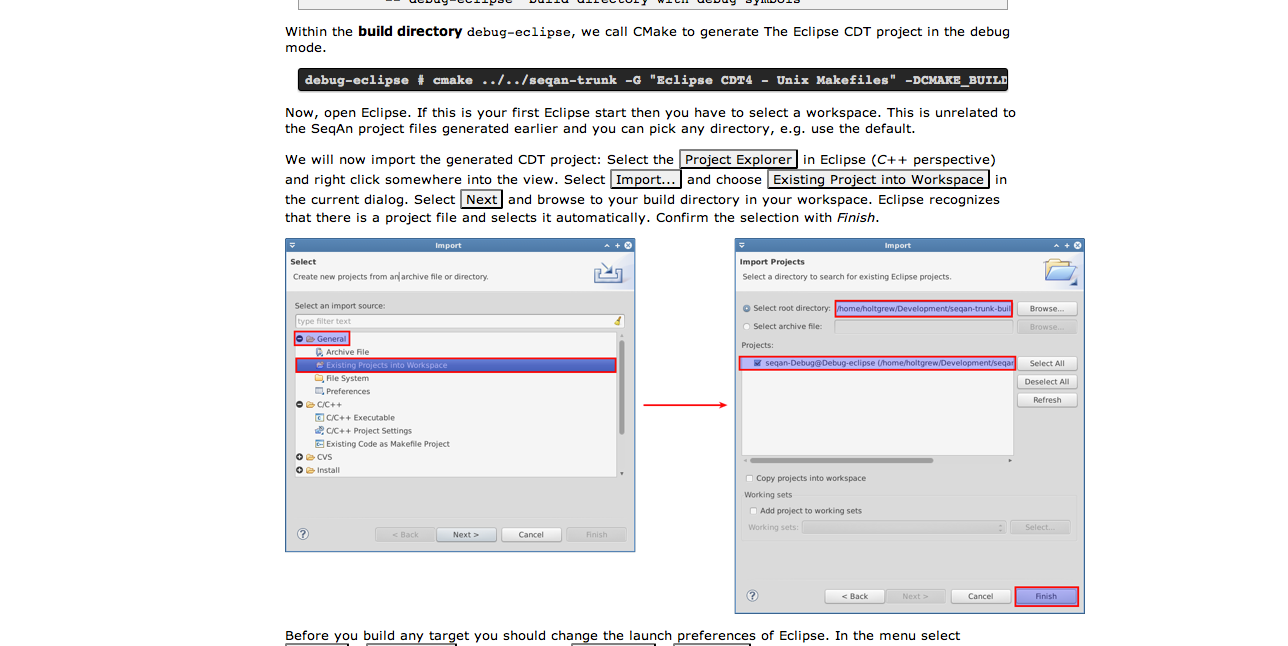 Within the build directory debug-eclipse, we call CMake to generate The Eclipse CDT project in the debug
mode.
debug-eclipse # cmake ../../seqan-trunk -G "Eclipse CDT4 - Unix Makefiles" -DCMAKE_BUILD
Now, open Eclipse. If this is your first Eclipse start then you have to select a workspace. This is unrelated to
the SeqAn project files generated earlier and you can pick any directory, e.g. use the default.
We will now import the generated CDT project: Select the Project Explorer in Eclipse (C++ perspective)
and right click somewhere into the view. Select Import... and choose Existing Project into Workspace in
the current dialog. Select Next and browse to your build directory in your workspace. Eclipse recognizes
that there is a project file and selects it automatically. Confirm the selection with Finish.
Import
Select
Create new projects from an archive file or directory.
Select an import source:
type filter text
General
Archive File
Existing Projects into Workspace
File System
Preferences
C/C++
C/C++ Executable
C/C++ Project Settings
Existing Code as Makefile Project
CVS
Install
< Back Next > Cancel Finish
Import
Import Projects
Select a directory to search for existing Eclipse projects.
Select root directory: /home/holtgrew/Development/seqan-trunk-buil Browse...
Select archive file: Browse...
Projects:
seqan-Debug@Debug-eclipse (/home/holtgrew/Development/seqan Select All
Deselect All
Refresh
Copy projects into workspace
Working sets
Add project to working sets
Working sets: Select...
< Back Next > Cancel Finish
Before you build any target you should change the launch preferences of Eclipse. In the menu select